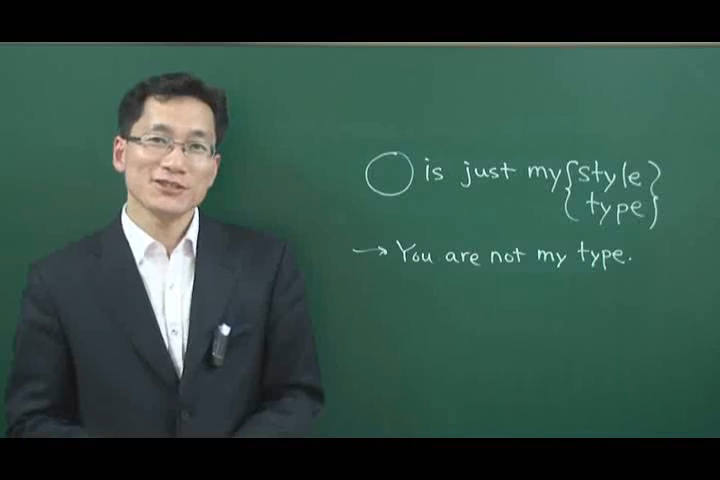 ◯ is just my { style
type }
→ You are not my type.